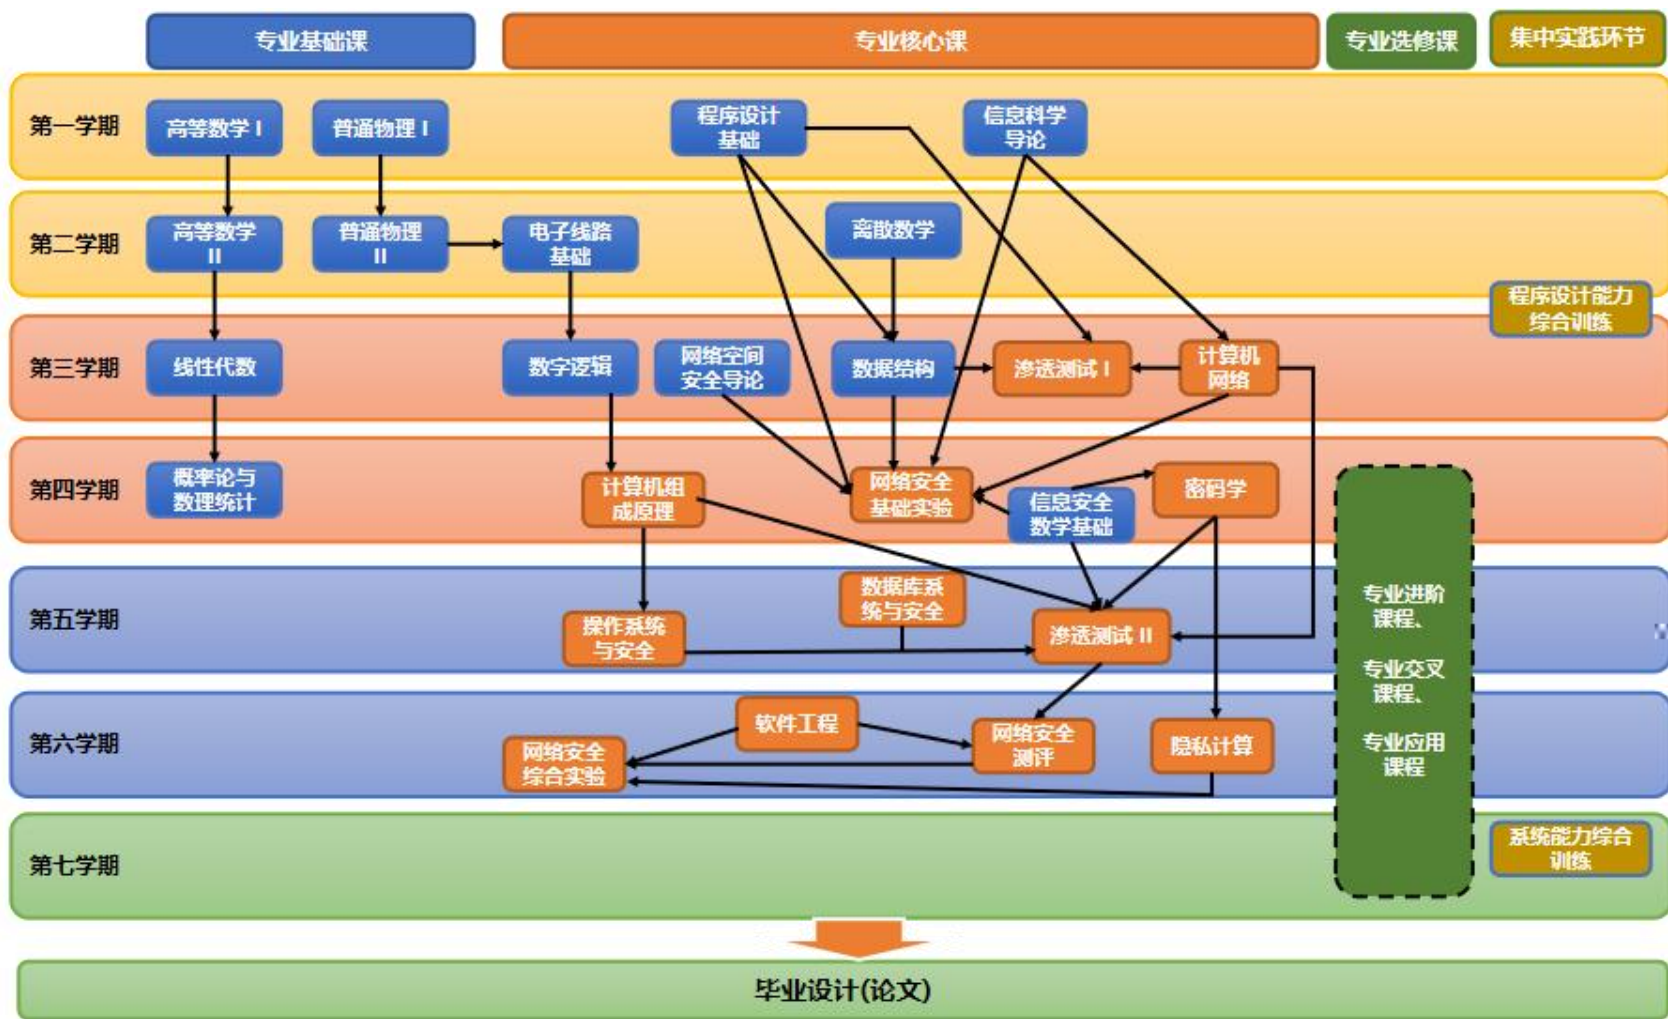 专业基础课
专业核心课
专业选修课
集中实践环节
第一学期
高等数学 I
普通物理 I
程序设计
基础
信息科学
导论
第二学期
高等数学
II
普通物理
II
电子线路
基础
离散数学
程序设计能力
综合训练
第三学期
线性代数
数字逻辑
网络空间
安全导论
数据结构
渗透测试 I
计算机
网络
第四学期
概率论与
数理统计
计算机组
成原理
网络安全
基础实验
信息安全
数学基础
密码学
第五学期
操作系统
与安全
数据库系
统与安全
渗透测试 II
专业进阶
课程、
专业交叉
课程、
专业应用
课程
第六学期
网络安全
综合实验
软件工程
网络安全
测评
隐私计算
第七学期
系统能力综合
训练
毕业设计(论文)